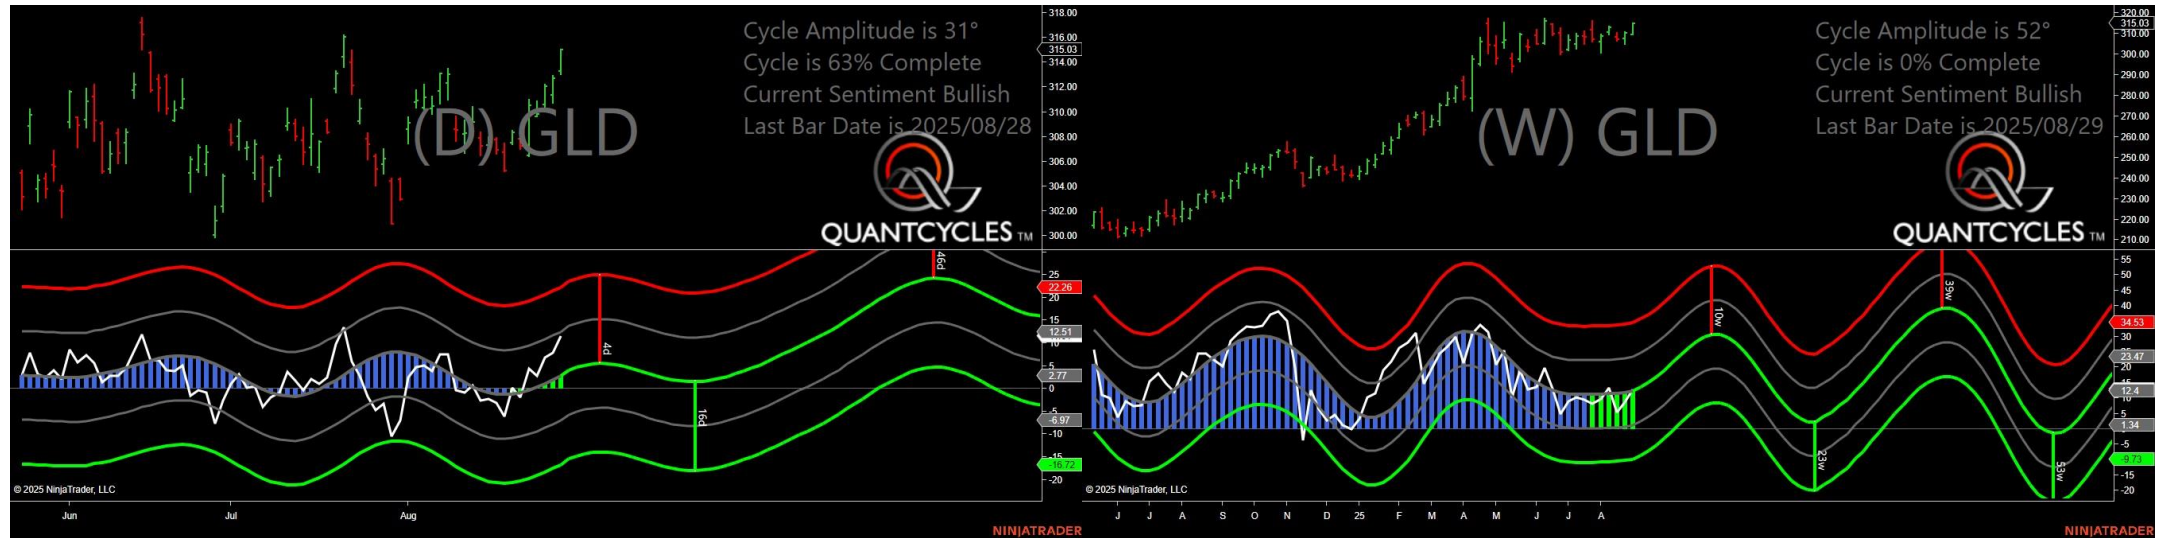 Cycle Amplitude is 31°
Cycle is 63% Complete
Current Sentiment Bullish
Last Bar Date is 2025/08/28
(D) GLD
QUANTCYCLES TM
318.00
316.00
315.03
314.00
312.00
310.00
308.00
306.00
304.00
302.00
300.00
46d
4d
16d
25
22.26
20
15
12.51
10
5
2.77
0
-5
-6.97
-10
-15
-16.72
-20
© 2025 NinjaTrader, LLC
Jun
Jul
Aug
NINJATRADER
Cycle Amplitude is 52°
Cycle is 0% Complete
Current Sentiment Bullish
Last Bar Date is 2025/08/29
(W) GLD
QUANTCYCLES TM
320.00
315.03
310.00
300.00
290.00
280.00
270.00
260.00
250.00
240.00
230.00
220.00
210.00
10w
39w
23w
53w
55
50
45
40
34.53
30
23.47
20
15
12.4
10
5
1.34
-5
-9.73
-15
-20
© 2025 NinjaTrader, LLC
J
J
A
S
O
N
D
25
F
M
A
M
J
J
A
NINJATRADER